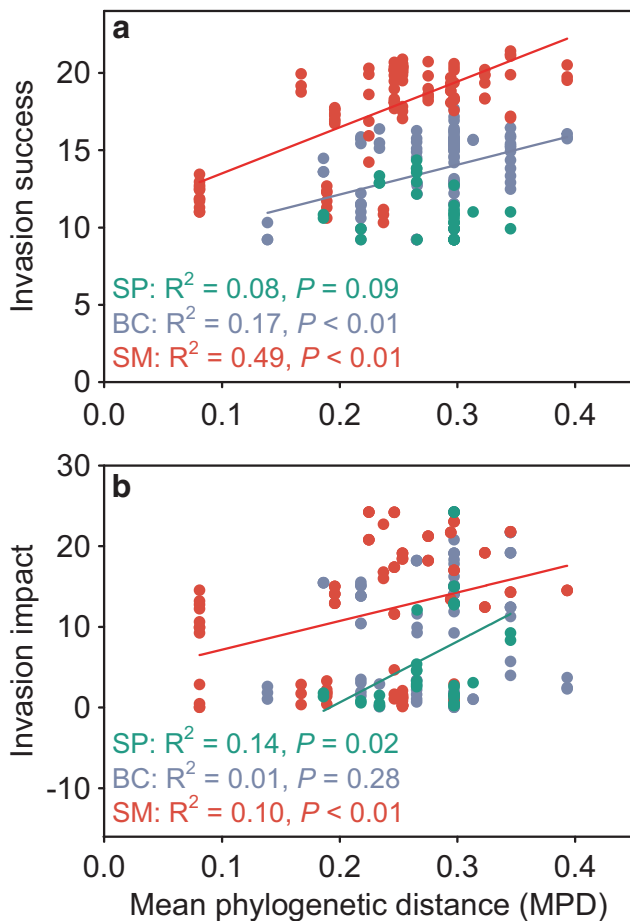 a
Invasion success
20
15
10
5
0
SP: R² = 0.08, P = 0.09
BC: R² = 0.17, P < 0.01
SM: R² = 0.49, P < 0.01
0.0 0.1 0.2 0.3 0.4
b
Invasion impact
30
20
10
0
-10
SP: R² = 0.14, P = 0.02
BC: R² = 0.01, P = 0.28
SM: R² = 0.10, P < 0.01
0.0 0.1 0.2 0.3 0.4
Mean phylogenetic distance (MPD)